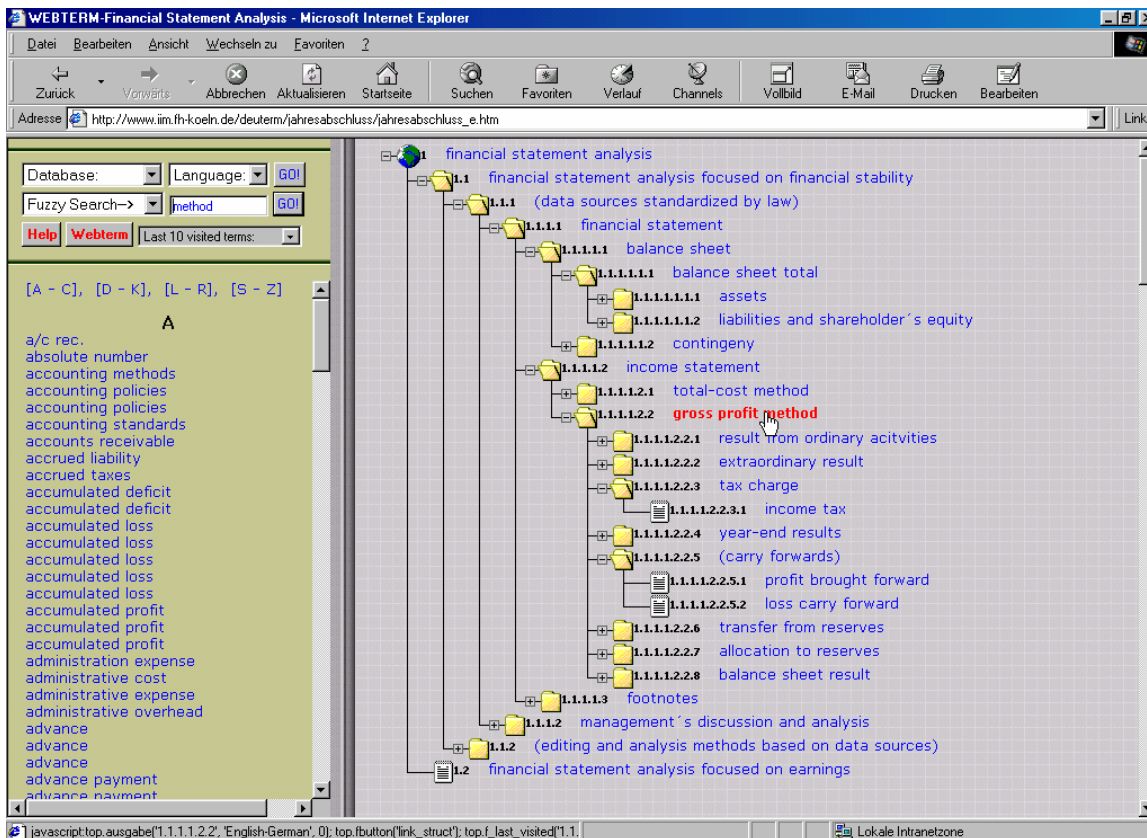 WEBTERM-Financial Statement Analysis - Microsoft Internet Explorer
Datei Bearbeiten Ansicht Wechseln zu Favoriten ?
Zurück Vorwärts Abbrechen Aktualisieren Startseite Suchen Favoriten Verlauf Channels Vollbild E-Mail Drucken Bearbeiten
Adresse http://www.iim.fh-koeln.de/deuterm/jahresabschluss/jahresabschluss_e.htm Link
Database: Language: GO!
Fuzzy Search--> method GO!
Help Webterm Last 10 visited terms:
[A - C], [D - K], [L - R], [S - Z]
A
a/c rec.
absolute number
accounting methods
accounting policies
accounting policies
accounting standards
accounts receivable
accrued liability
accrued taxes
accumulated deficit
accumulated deficit
accumulated loss
accumulated loss
accumulated loss
accumulated loss
accumulated loss
accumulated profit
accumulated profit
accumulated profit
administration expense
administrative cost
administrative expense
administrative overhead
advance
advance
advance
advance payment
advance payment
1 financial statement analysis
1.1 financial statement analysis focused on financial stability
1.1.1 (data sources standardized by law)
1.1.1.1 financial statement
1.1.1.1.1 balance sheet
1.1.1.1.1.1 balance sheet total
1.1.1.1.1.1.1 assets
1.1.1.1.1.1.2 liabilities and shareholder´s equity
1.1.1.1.1.2 contingeny
1.1.1.1.2 income statement
1.1.1.1.2.1 total-cost method
1.1.1.1.2.2 gross profit method
1.1.1.1.2.2.1 result from ordinary acitvities
1.1.1.1.2.2.2 extraordinary result
1.1.1.1.2.2.3 tax charge
1.1.1.1.2.2.3.1 income tax
1.1.1.1.2.2.4 year-end results
1.1.1.1.2.2.5 (carry forwards)
1.1.1.1.2.2.5.1 profit brought forward
1.1.1.1.2.2.5.2 loss carry forward
1.1.1.1.2.2.6 transfer from reserves
1.1.1.1.2.2.7 allocation to reserves
1.1.1.1.2.2.8 balance sheet result
1.1.1.1.3 footnotes
1.1.1.2 management´s discussion and analysis
1.1.2 (editing and analysis methods based on data sources)
1.2 financial statement analysis focused on earnings
javascript:top.ausgabe('1.1.1.1.2.2', 'English-German', 0); top.fbutton('link_struct'); top.f_last_visited('1.1. Lokale Intranetzone